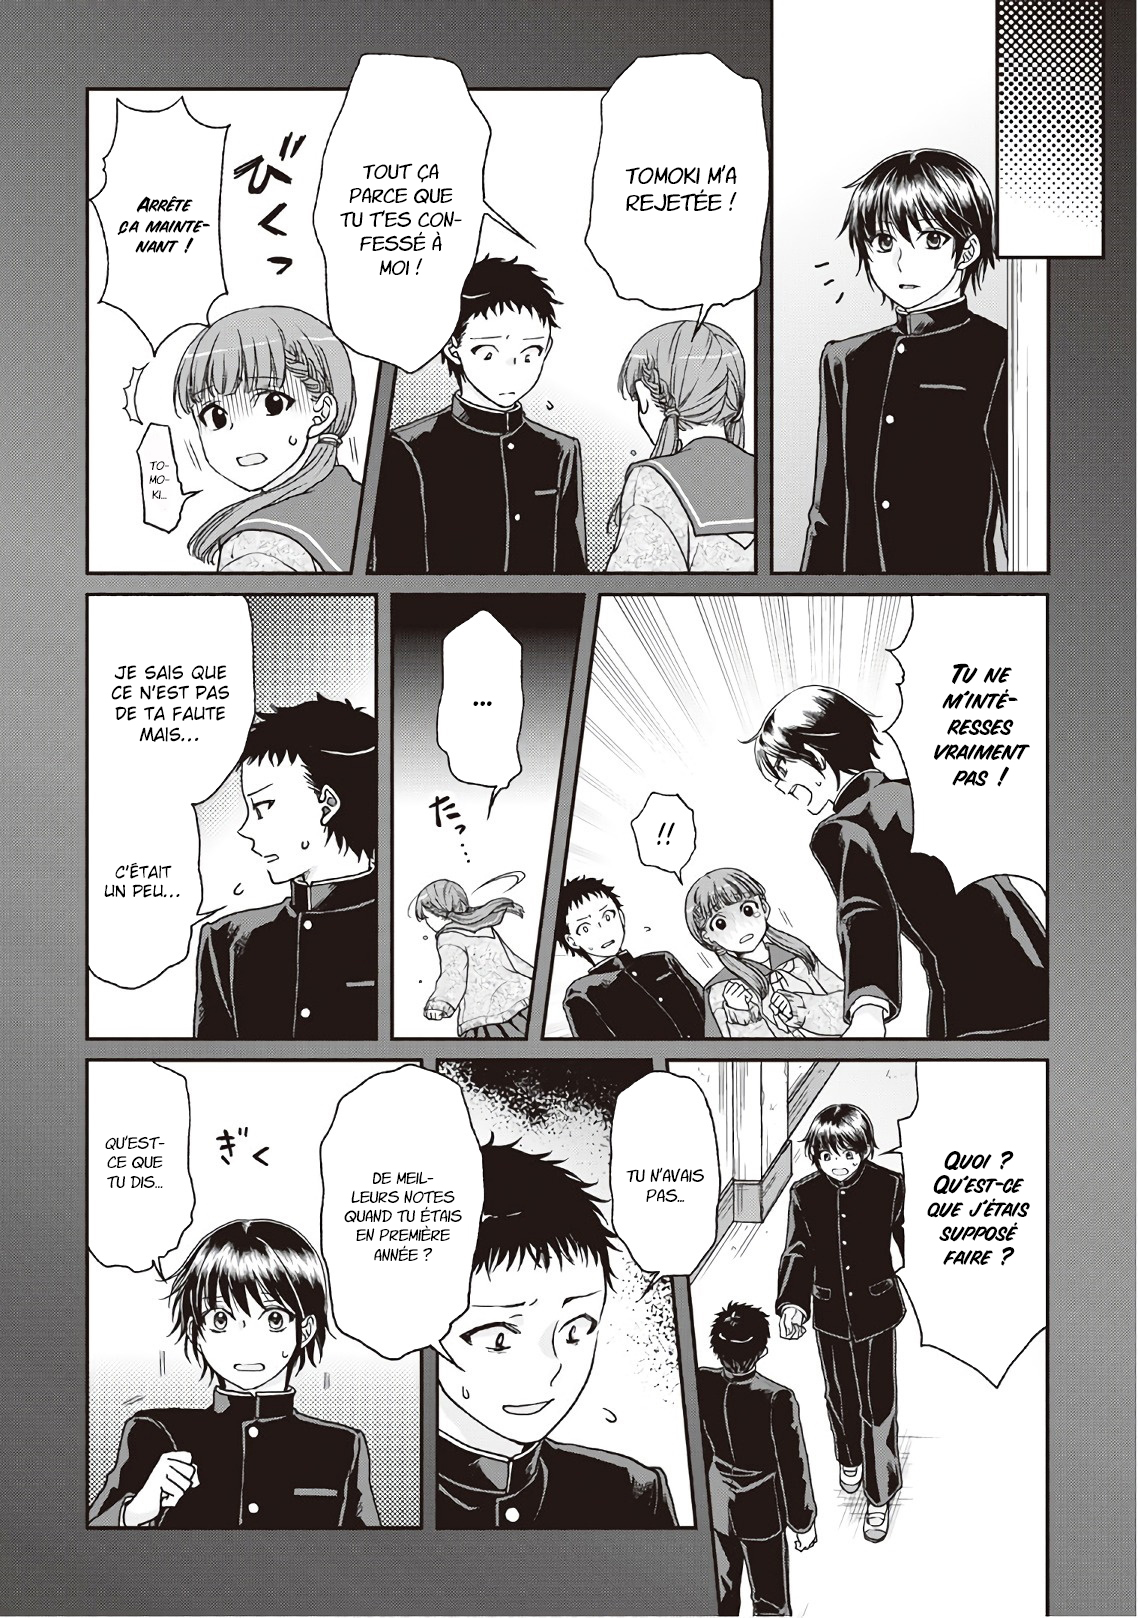 TOMOKI M'A
REJETÉE !
TOUT ÇA
PARCE QUE
TU T'ES CON-
FESSÉ À
MOI !
びくっ
ARRÊTE
ÇA MAINTE-
NANT !
TO-
MO-
KI...
TU NE
M'INTÉ-
RESSES
VRAIMENT
PAS !
!!
...
たっ...
JE SAIS QUE
CE N'EST PAS
DE TA FAUTE
MAIS...
C'ÉTAIT
UN PEU...
QUOI ?
QU'EST-CE
QUE J'ÉTAIS
SUPPOSÉ
FAIRE ?
TU N'AVAIS
PAS...
DE MEIL-
LEURS NOTES
QUAND TU ÉTAIS
EN PREMIÈRE
ANNÉE ?
ぎく
QU'EST-
CE QUE
TU DIS...